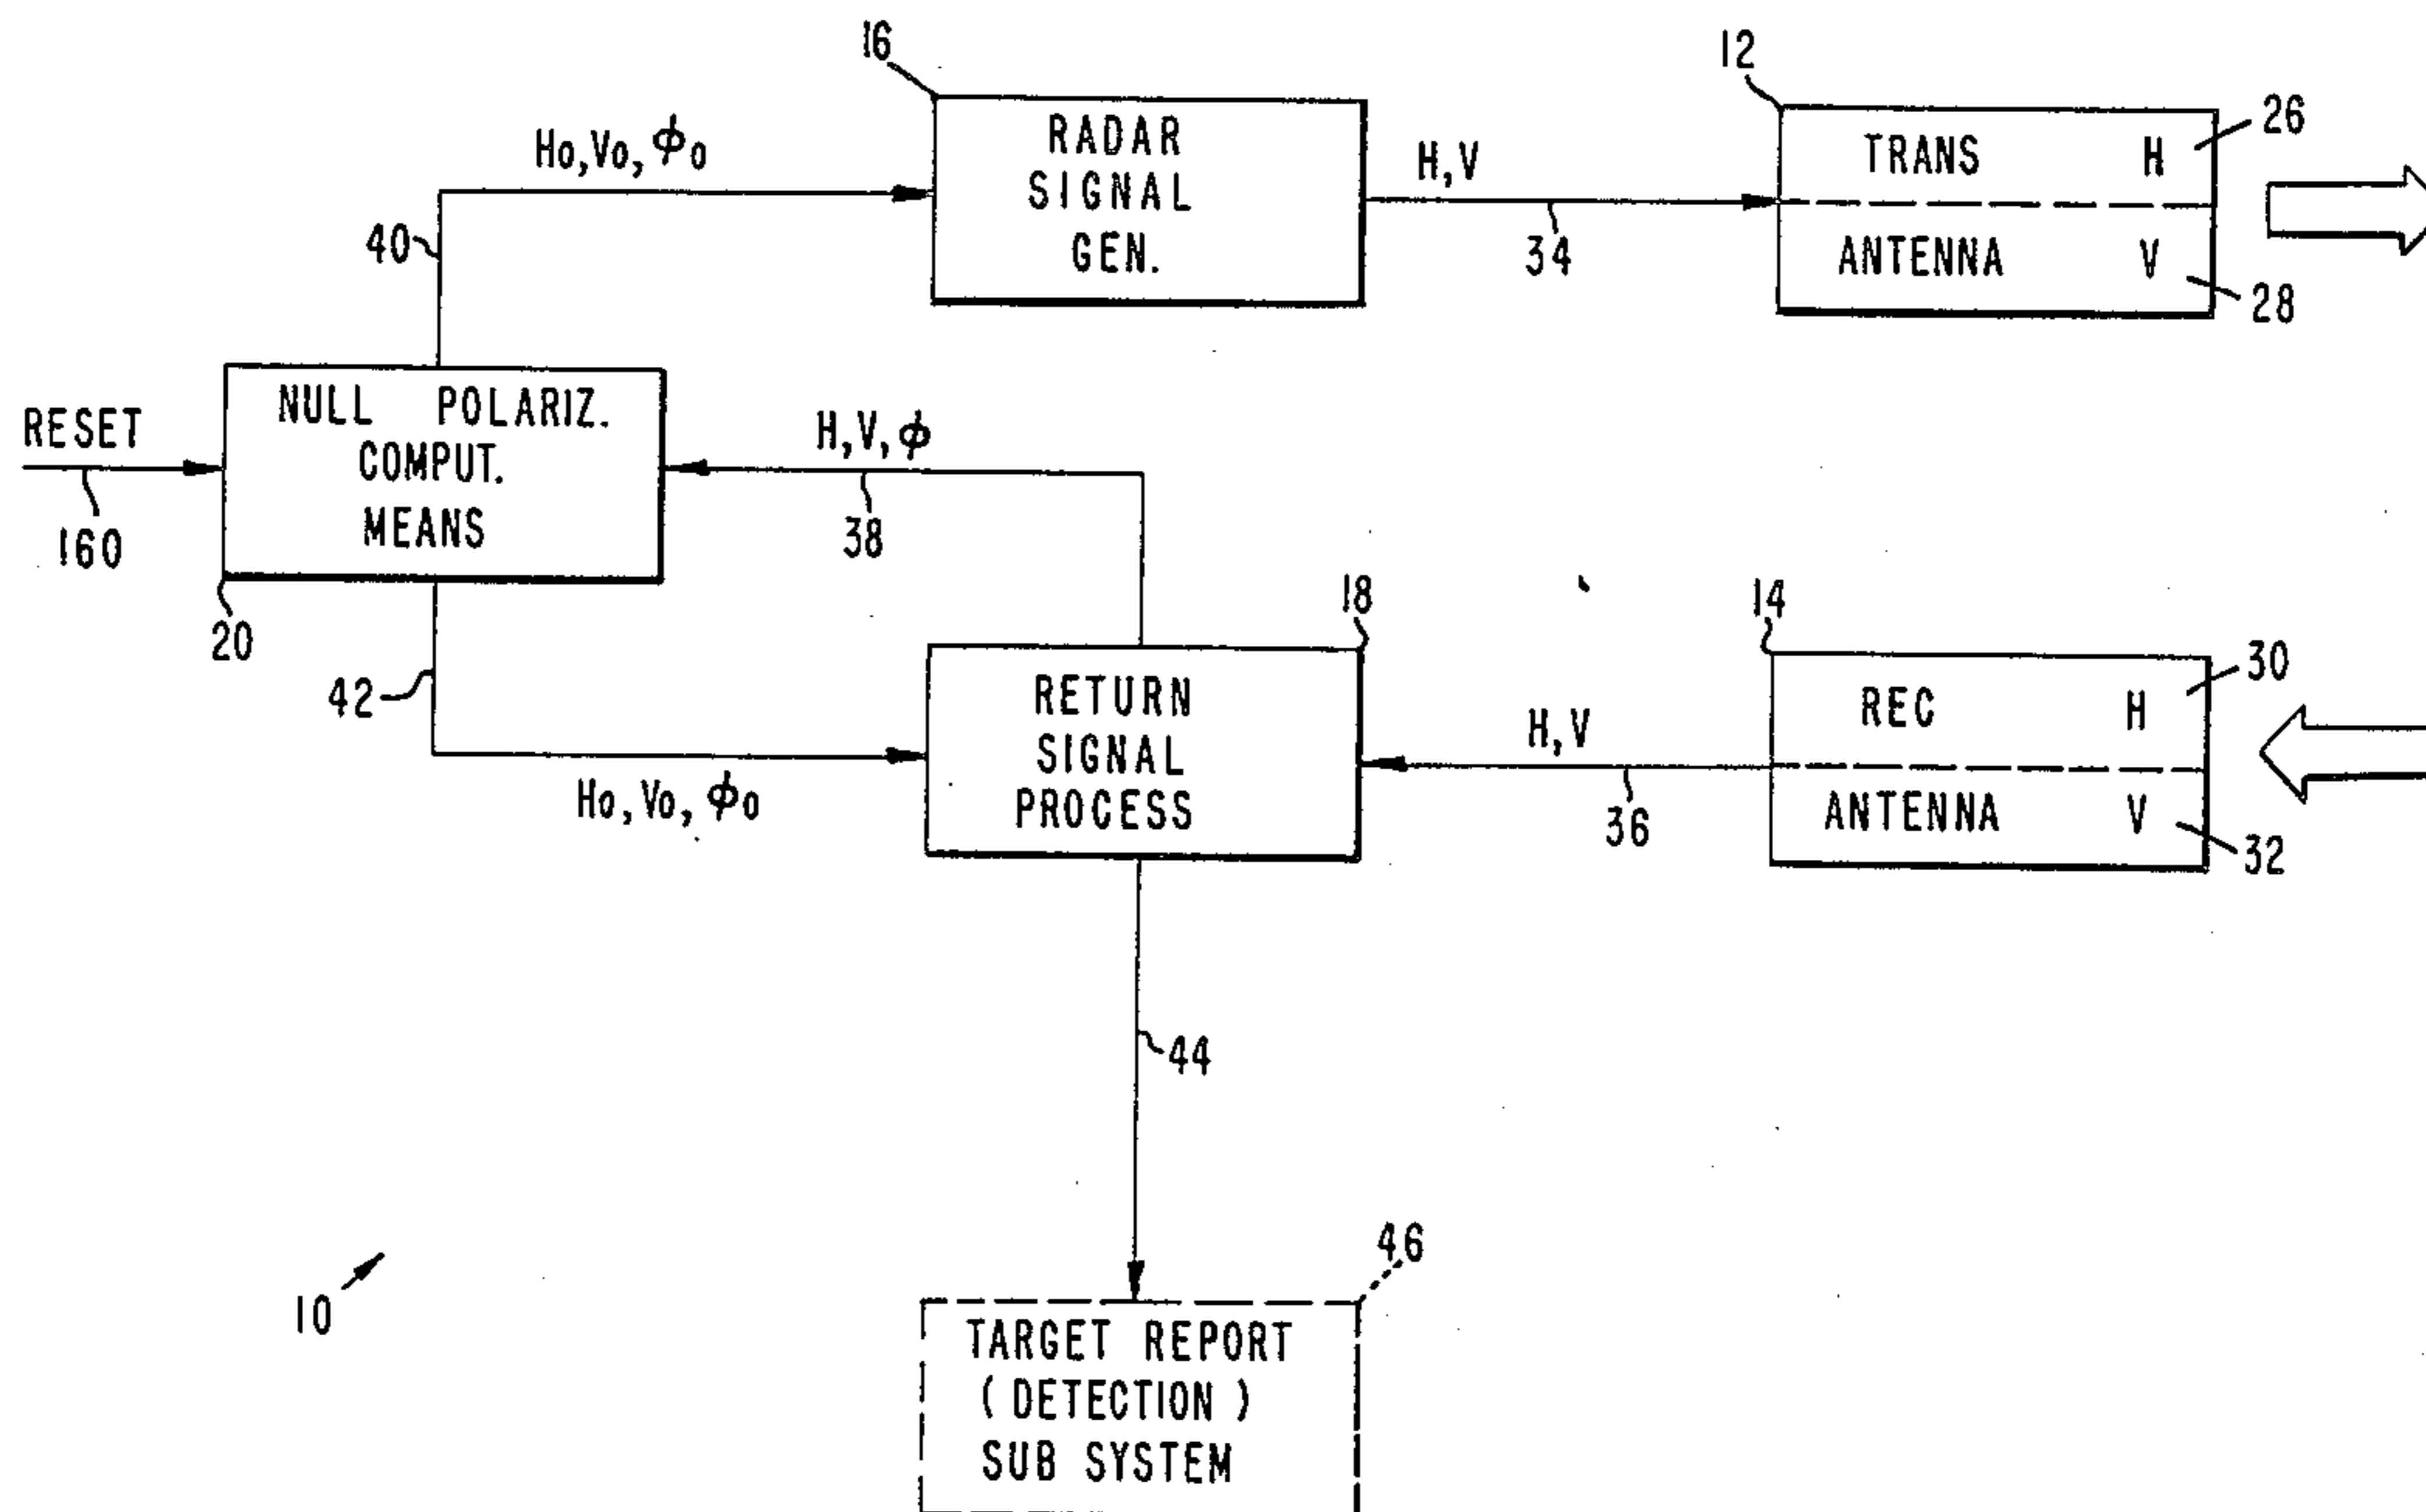 16
12
RADAR
SIGNAL
GEN.
Ho, Vo, ϕo
H, V
TRANS H
ANTENNA V
26
28
34
40
RESET
160
NULL POLARIZ.
COMPUT.
MEANS
20
H, V, ϕ
38
42
Ho, Vo, ϕo
18
RETURN
SIGNAL
PROCESS
14
REC H
ANTENNA V
30
32
H, V
36
44
46
10
TARGET REPORT
( DETECTION )
SUB SYSTEM